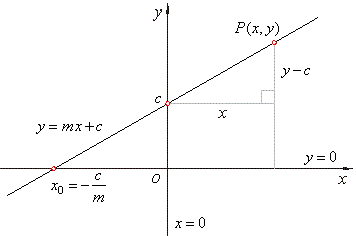 y
P(x, y)
y – c
c
x
y = mx + c
y = 0
x₀ = – c/m
O
x
x = 0